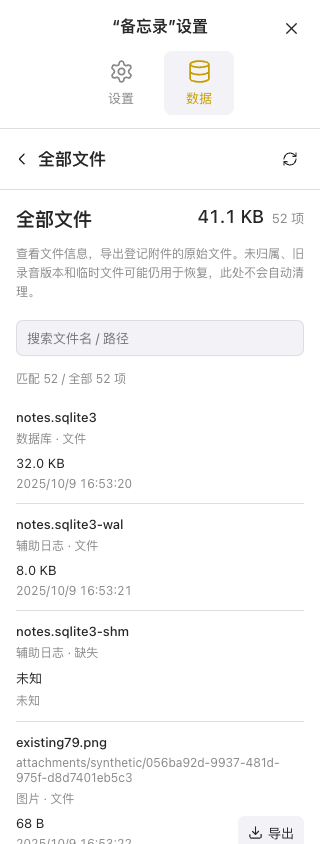 “备忘录”设置
设置
数据
全部文件
全部文件
41.1 KB 52 项
查看文件信息，导出登记附件的原始文件。未归属、旧
录音版本和临时文件可能仍用于恢复，此处不会自动清
理。
搜索文件名 / 路径
匹配 52 / 全部 52 项
notes.sqlite3
数据库 · 文件
32.0 KB
2025/10/9 16:53:20
notes.sqlite3-wal
辅助日志 · 文件
8.0 KB
2025/10/9 16:53:21
notes.sqlite3-shm
辅助日志 · 缺失
未知
未知
existing79.png
attachments/synthetic/056ba92d-9937-481d-
975f-d8d7401eb5c3
图片 · 文件
68 B
导出
2025/10/9 16:53:22